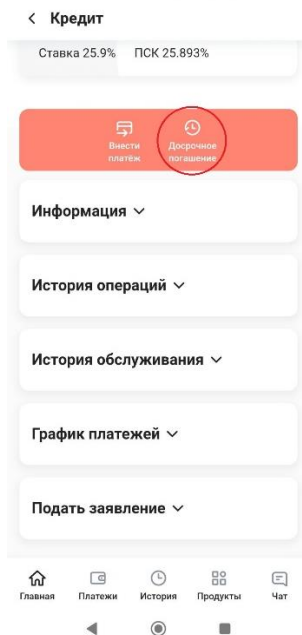 Кредит
Ставка 25.9% ПСК 25.893%
Внести
платёж
Досрочное
погашение
Информация
История операций
История обслуживания
График платежей
Подать заявление
Главная Платежи История Продукты Чат